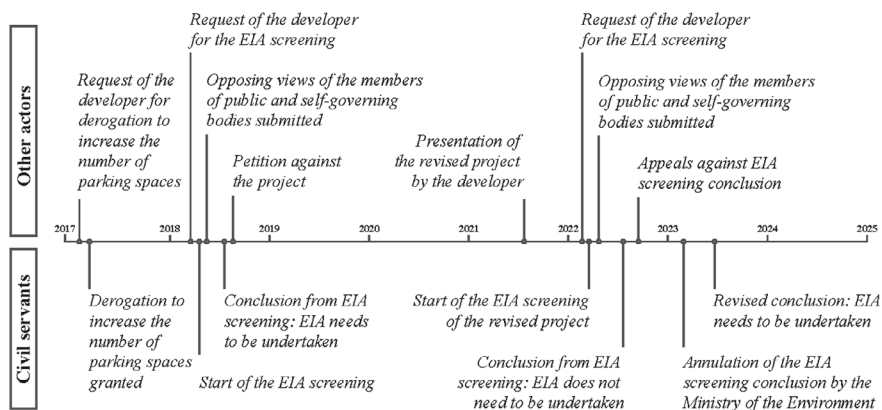 Other actors
Request of the
developer for
derogation to
increase the
number of
parking spaces
Request of the developer
for the EIA screening
Opposing views of the members
of public and self-governing
bodies submitted
Petition against
the project
Presentation of
the revised project
by the developer
Request of the developer
for the EIA screening
Opposing views of the members
of public and self-governing
bodies submitted
Appeals against EIA
screening conclusion
2017
2018
2019
2020
2021
2022
2023
2024
2025
Civil servants
Derogation to
increase the
number of
parking spaces
granted
Start of the EIA screening
Conclusion from EIA
screening: EIA needs
to be undertaken
Start of the EIA screening
of the revised project
Conclusion from EIA
screening: EIA does not
need to be undertaken
Annulation of the EIA
screening conclusion by the
Ministry of the Environment
Revised conclusion: EIA
needs to be undertaken